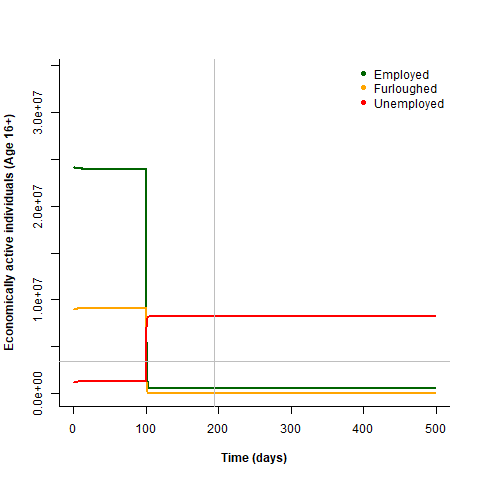 Employed
Furloughed
Unemployed
Economically active individuals (Age 16+)
3.0e+07
2.0e+07
1.0e+07
0.0e+00
0 100 200 300 400 500
Time (days)